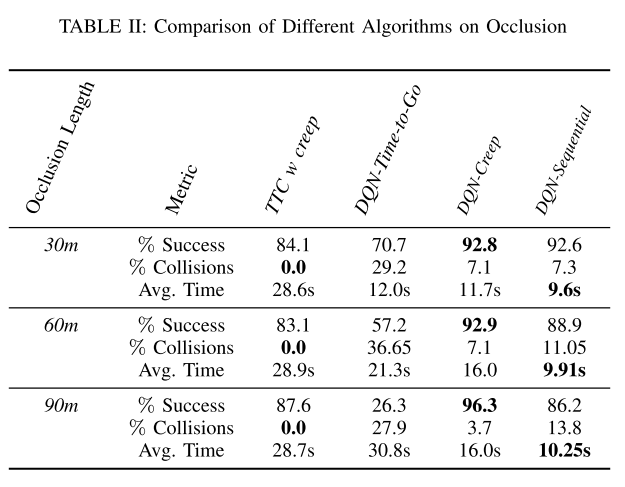 TABLE II: Comparison of Different Algorithms on Occlusion
Occlusion Length Metric TTC w creep DQN-Time-to-Go DQN-Creep DQN-Sequential
30m % Success 84.1 70.7 92.8 92.6
% Collisions 0.0 29.2 7.1 7.3
Avg. Time 28.6s 12.0s 11.7s 9.6s
60m % Success 83.1 57.2 92.9 88.9
% Collisions 0.0 36.65 7.1 11.05
Avg. Time 28.9s 21.3s 16.0 9.91s
90m % Success 87.6 26.3 96.3 86.2
% Collisions 0.0 27.9 3.7 13.8
Avg. Time 28.7s 30.8s 16.0s 10.25s